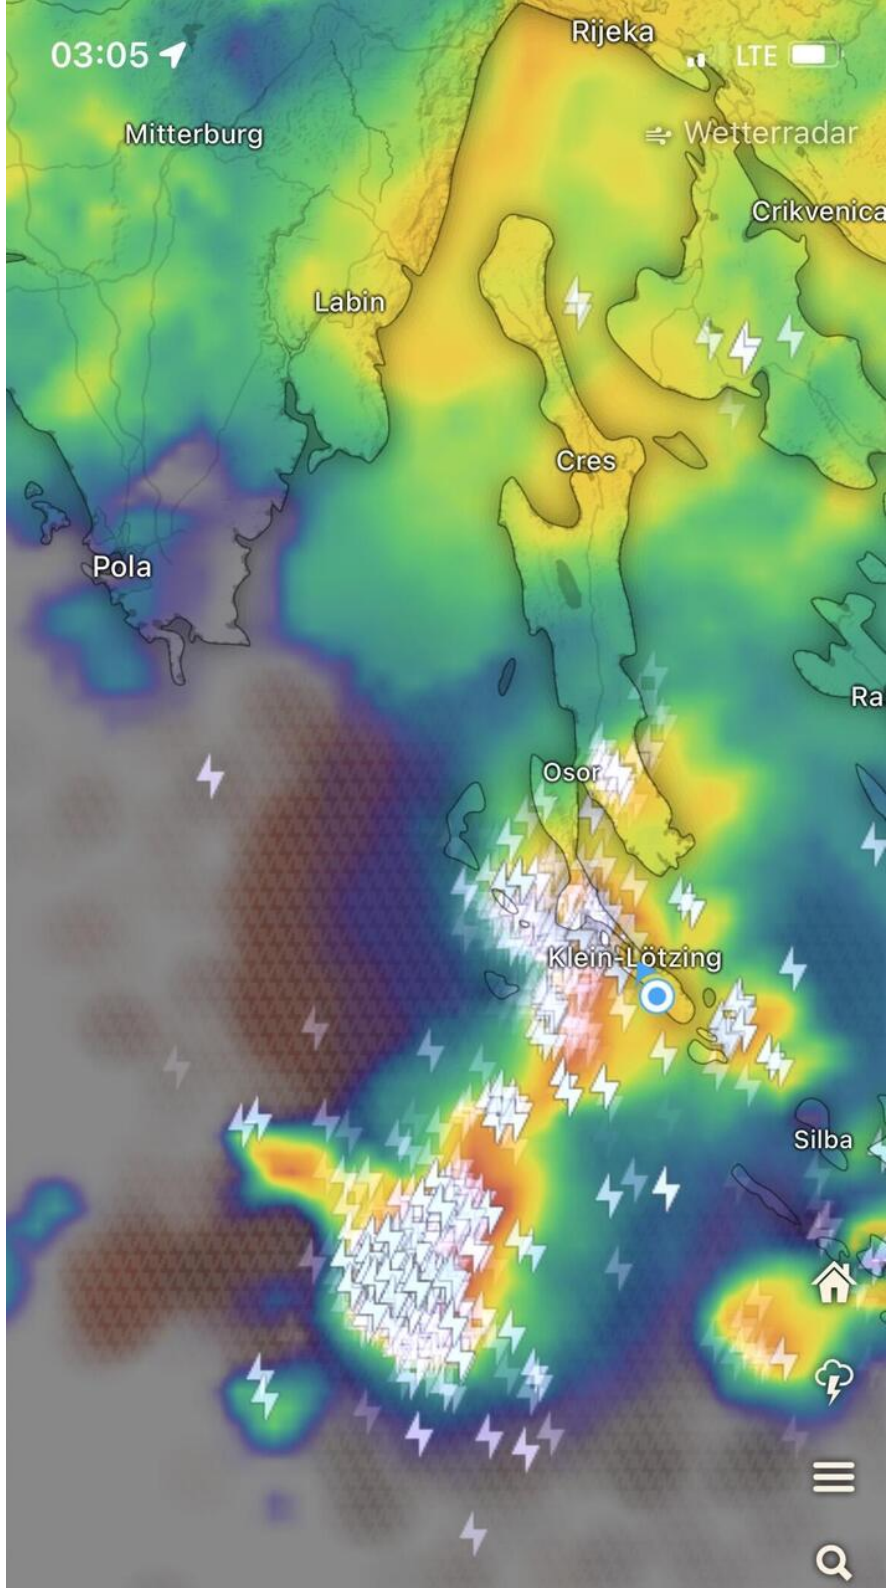 Rijeka
03:05
LTE
Mitterburg
Wetterradar
Crikvenica
Labin
Cres
Pola
Ra
Osor
Klein-Lötzing
Silba